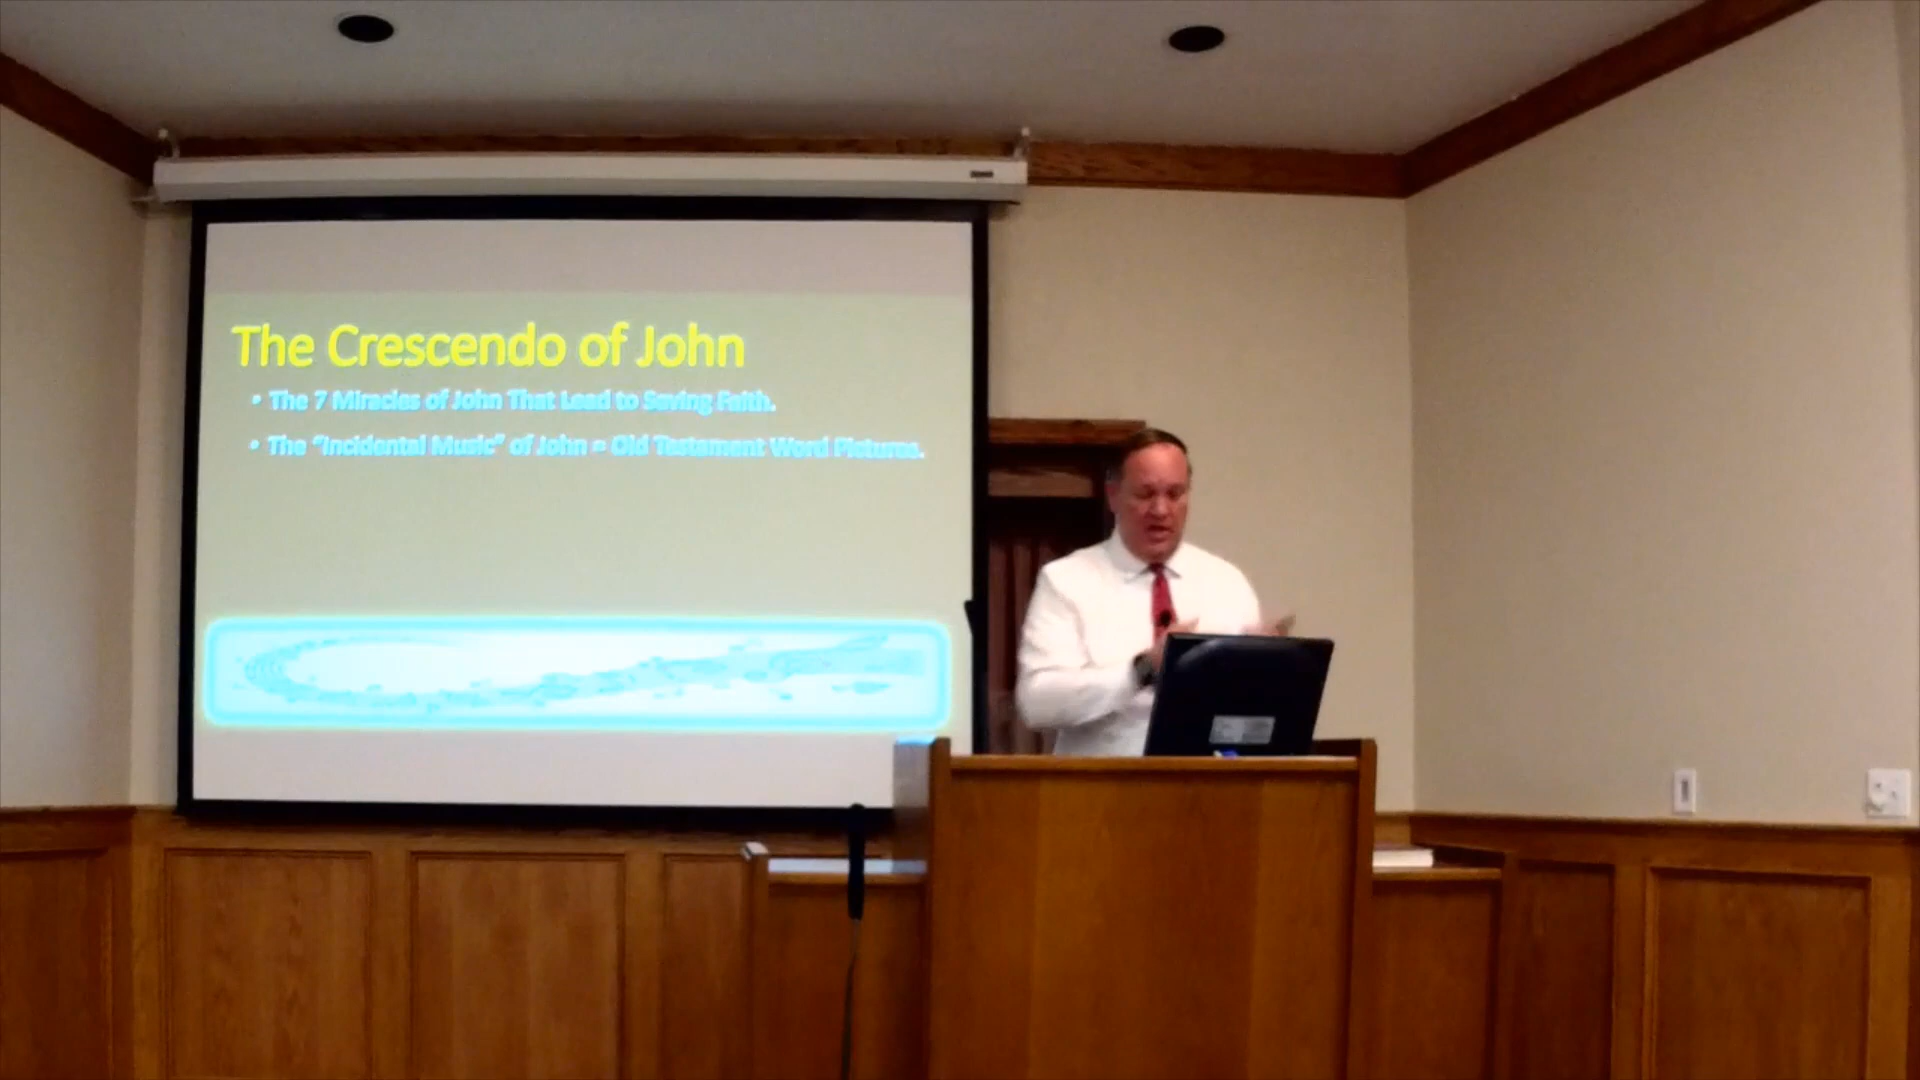 The Crescendo of John
• The 7 Miracles of John That Lead to Saving Faith.
• The "Incidental Music" of John = Old Testament Word Pictures.